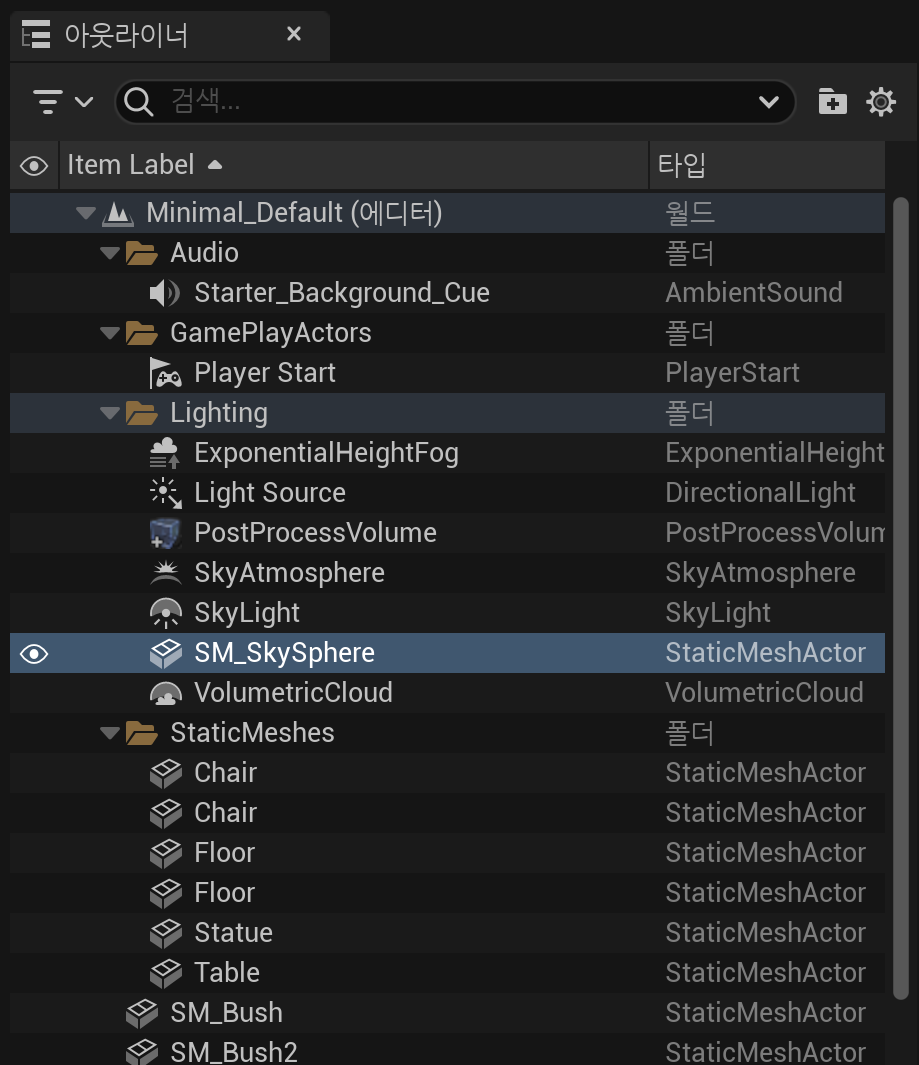 아웃라이너
검색...
Item Label 타입
Minimal_Default (에디터) 월드
Audio 폴더
Starter_Background_Cue AmbientSound
GamePlayActors 폴더
Player Start PlayerStart
Lighting 폴더
ExponentialHeightFog ExponentialHeight
Light Source DirectionalLight
PostProcessVolume PostProcessVolum
SkyAtmosphere SkyAtmosphere
SkyLight SkyLight
SM_SkySphere StaticMeshActor
VolumetricCloud VolumetricCloud
StaticMeshes 폴더
Chair StaticMeshActor
Chair StaticMeshActor
Floor StaticMeshActor
Floor StaticMeshActor
Statue StaticMeshActor
Table StaticMeshActor
SM_Bush StaticMeshActor
SM_Bush2 StaticMeshActor